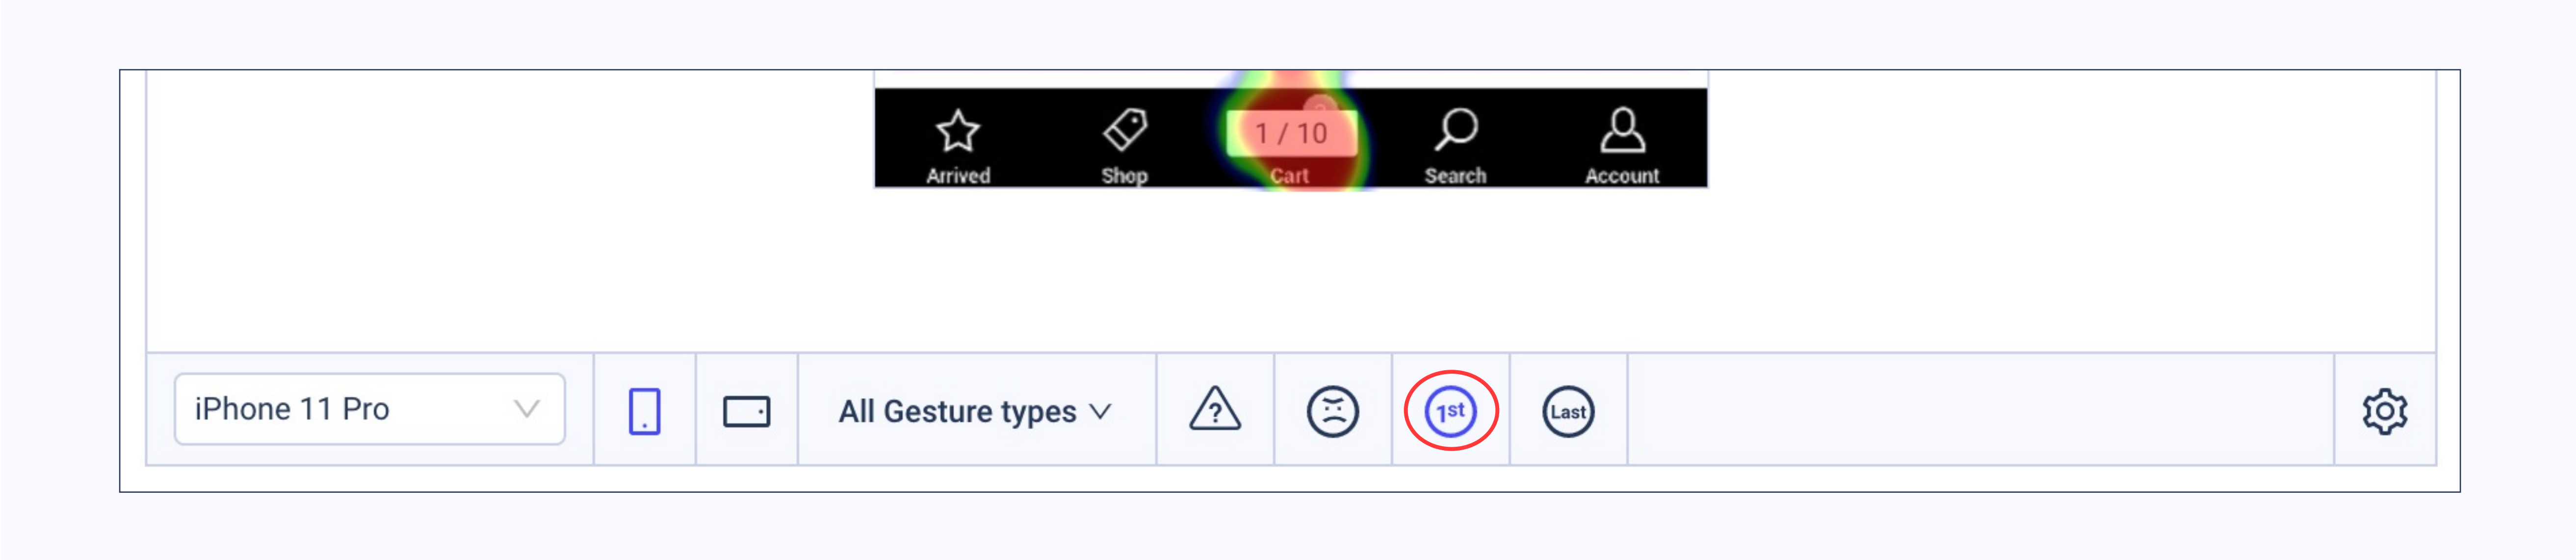 1 / 10
Arrived
Shop
Cart
Search
Account
iPhone 11 Pro
All Gesture types
?
1st
Last